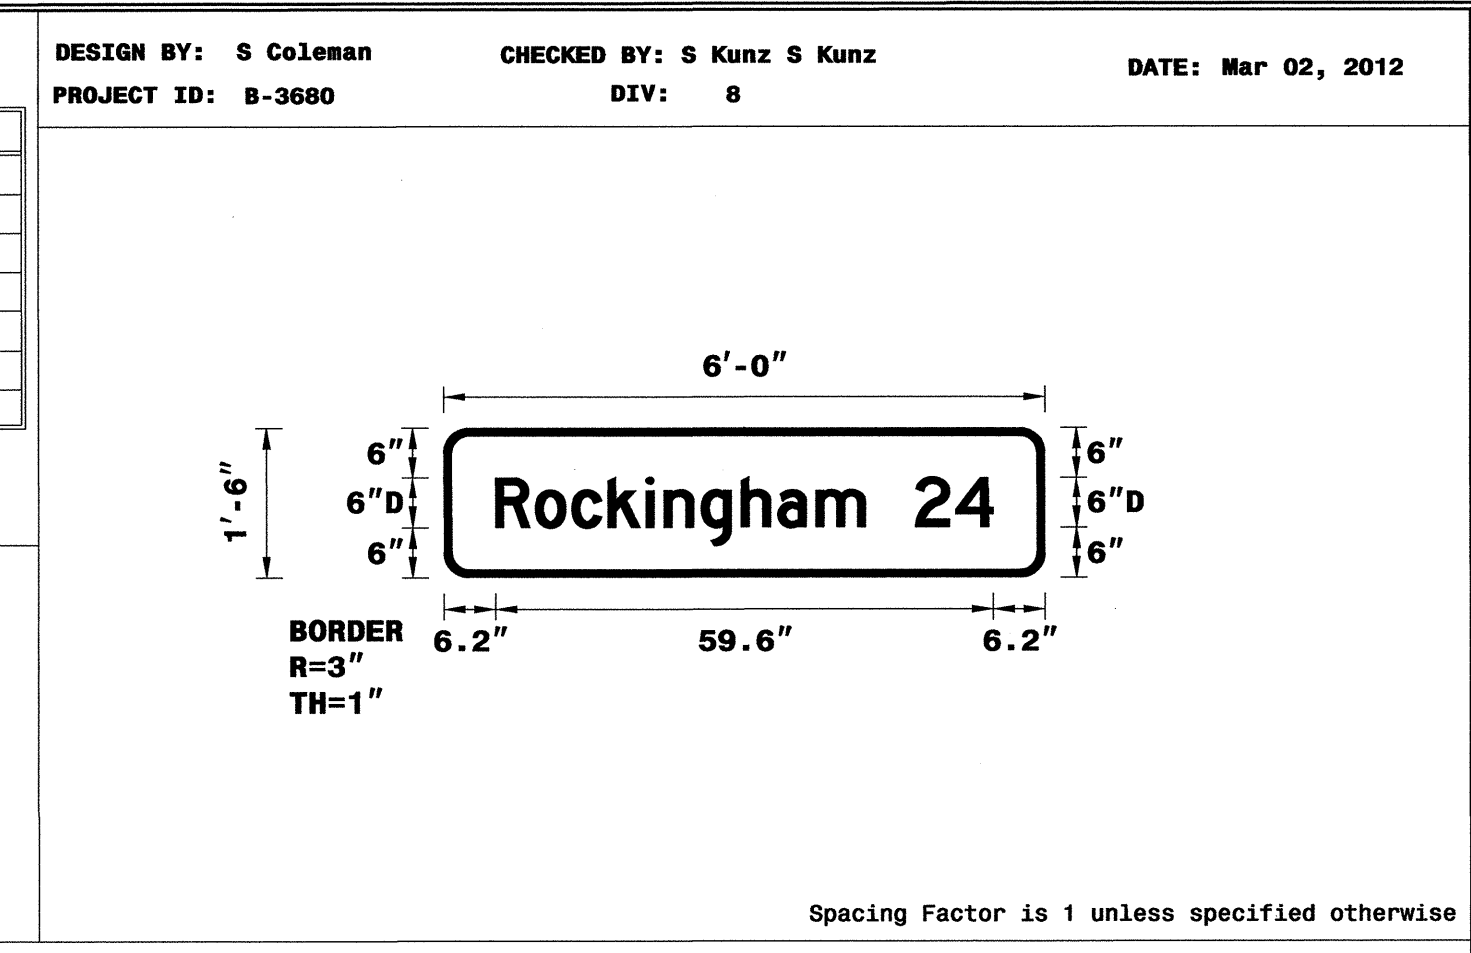 DESIGN BY: S Coleman
CHECKED BY: S Kunz S Kunz
DATE: Mar 02, 2012
PROJECT ID: B-3680
DIV: 8
6'-0"
1'-6"
6"
6"D
6"
Rockingham 24
6"
6"D
6"
6.2"
59.6"
6.2"
BORDER
R=3"
TH=1"
Spacing Factor is 1 unless specified otherwise